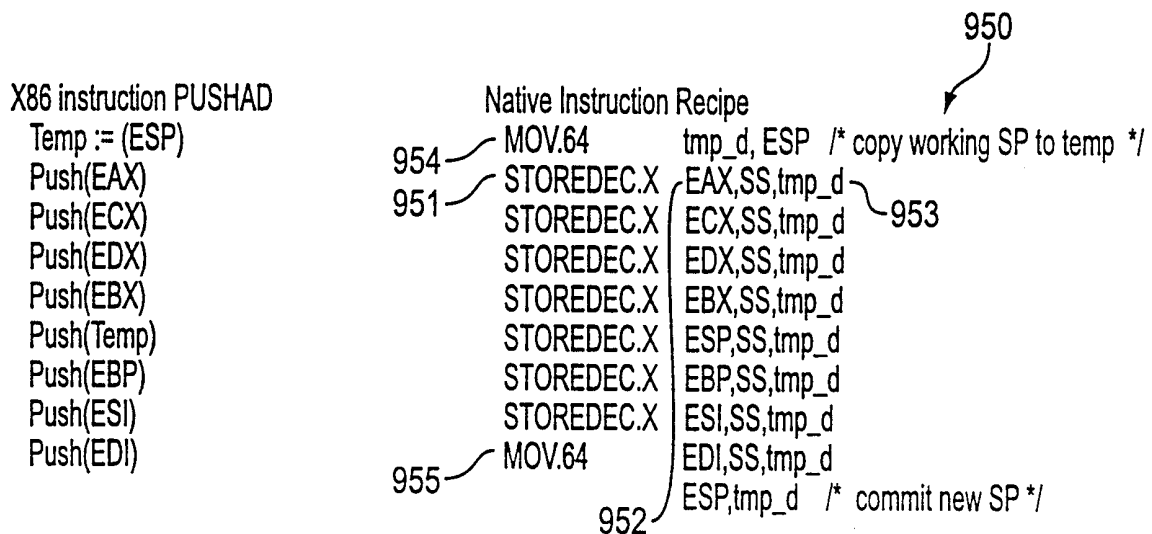 950
X86 instruction PUSHAD
Temp := (ESP)
Push(EAX)
Push(ECX)
Push(EDX)
Push(EBX)
Push(Temp)
Push(EBP)
Push(ESI)
Push(EDI)
Native Instruction Recipe
954 MOV.64 tmp_d, ESP /* copy working SP to temp */
951 STOREDEC.X EAX,SS,tmp_d 953
STOREDEC.X ECX,SS,tmp_d
STOREDEC.X EDX,SS,tmp_d
STOREDEC.X EBX,SS,tmp_d
STOREDEC.X ESP,SS,tmp_d
STOREDEC.X EBP,SS,tmp_d
STOREDEC.X ESI,SS,tmp_d
955 MOV.64 EDI,SS,tmp_d
952 ESP,tmp_d /* commit new SP */